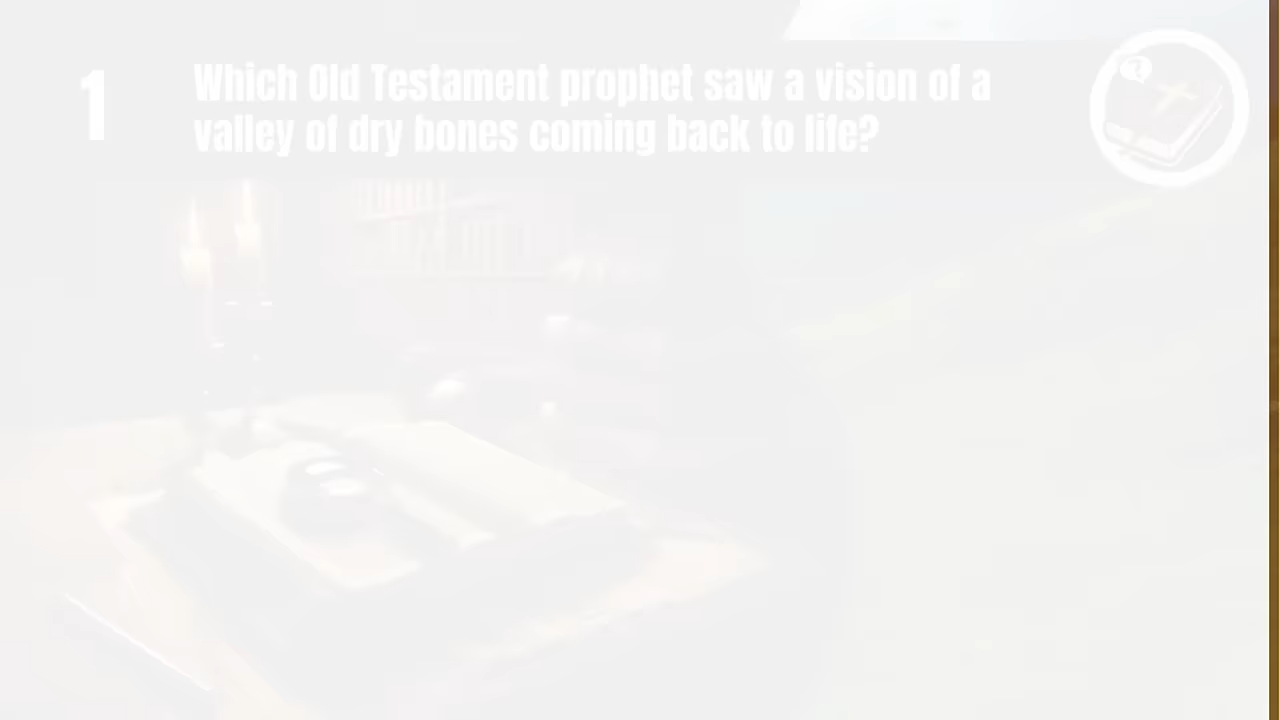 1
Which Old Testament prophet saw a vision of a
valley of dry bones coming back to life?
?